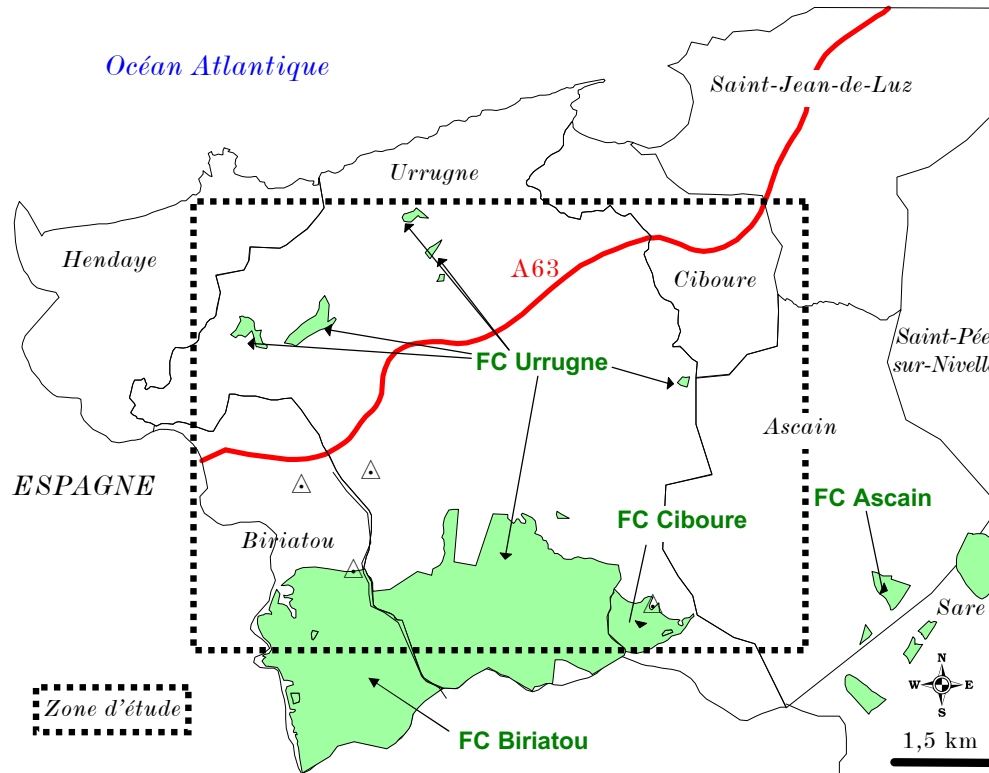 Océan Atlantique
Saint-Jean-de-Luz
Urrugne
Hendaye
A63
Ciboure
Saint-Pée
sur-Nivelle
FC Urrugne
Ascain
ESPAGNE
FC Ascain
FC Ciboure
Biriatou
Sare
N
W E
S
Zone d'étude
FC Biriatou
1,5 km